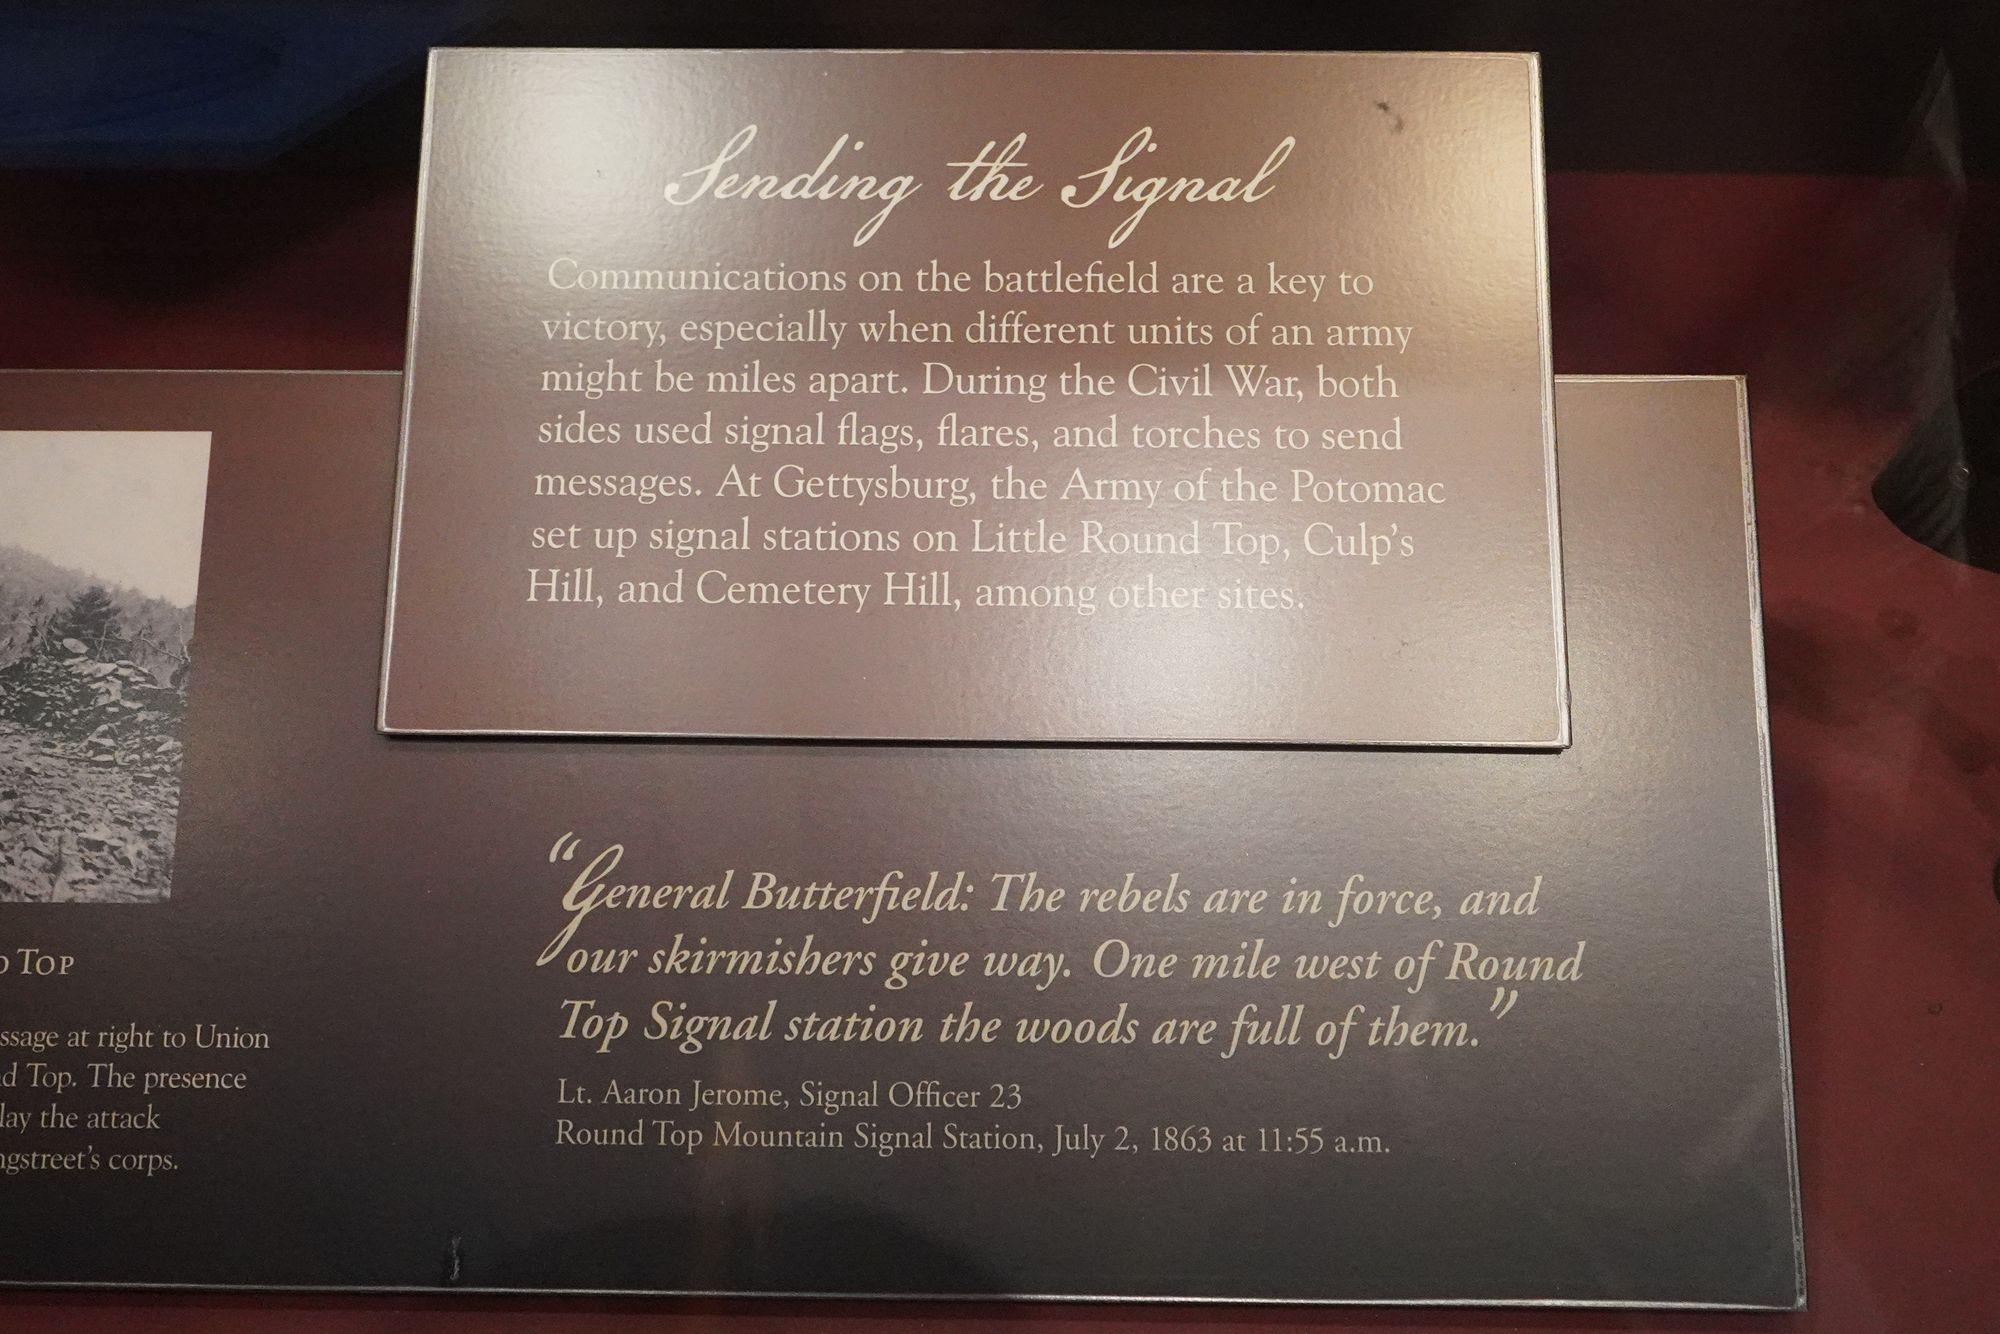 Sending the Signal
Communications on the battlefield are a key to
victory, especially when different units of an army
might be miles apart. During the Civil War, both
sides used signal flags, flares, and torches to send
messages. At Gettysburg, the Army of the Potomac
set up signal stations on Little Round Top, Culp's
Hill, and Cemetery Hill, among other sites.
“General Butterfield: The rebels are in force, and
our skirmishers give way. One mile west of Round
Top Signal station the woods are full of them.”
Lt. Aaron Jerome, Signal Officer 23
Round Top Mountain Signal Station, July 2, 1863 at 11:55 a.m.
Top
at right to Union
Top. The presence
the attack
corps.